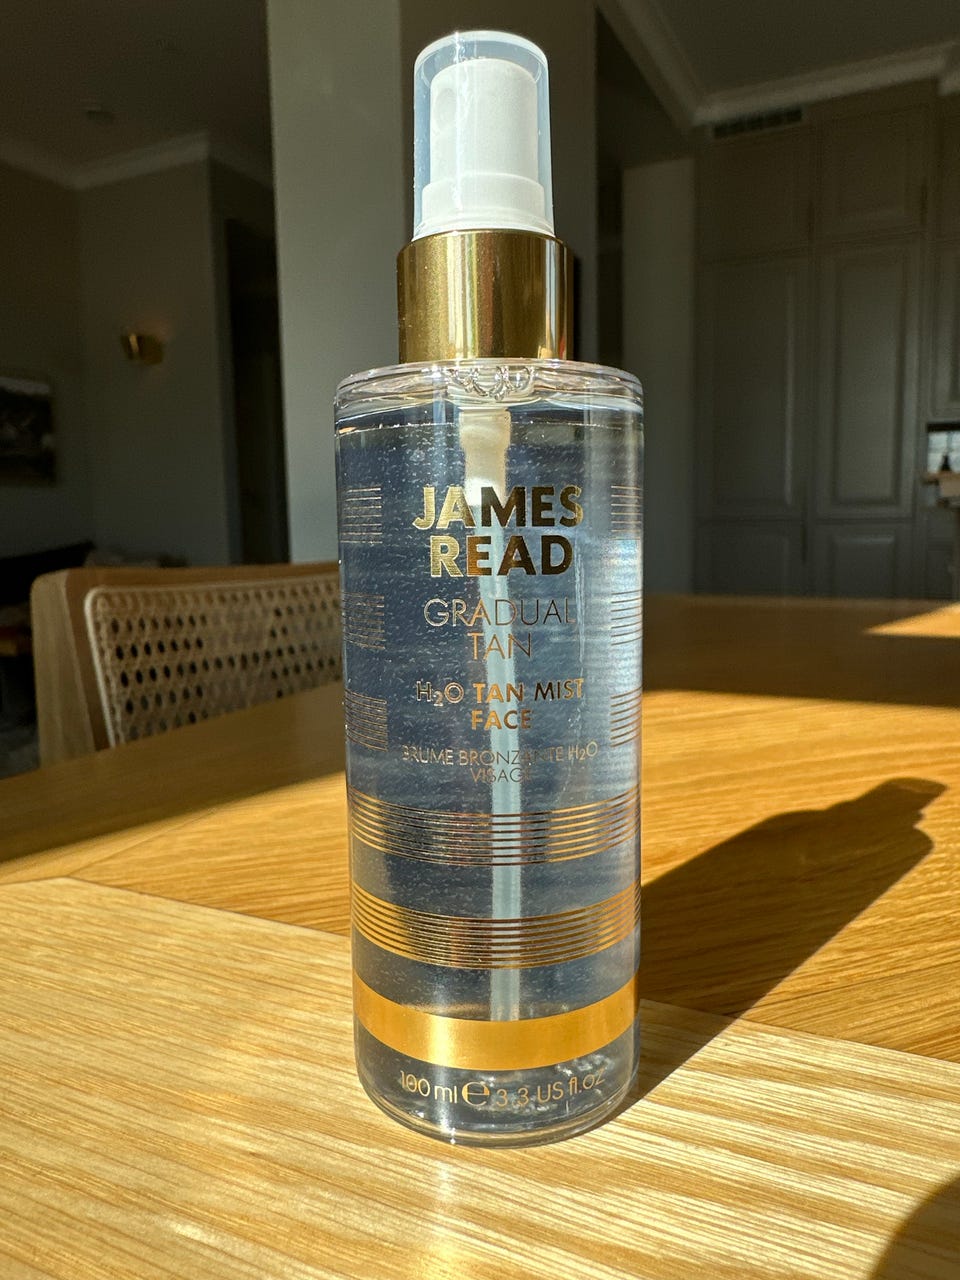 JAMES
READ
GRADUAL
TAN
H₂O TAN MIST
FACE
BRUME BRONZANTE H₂O
VISAGE
100 ml ℮ 3.3 US fl.oz